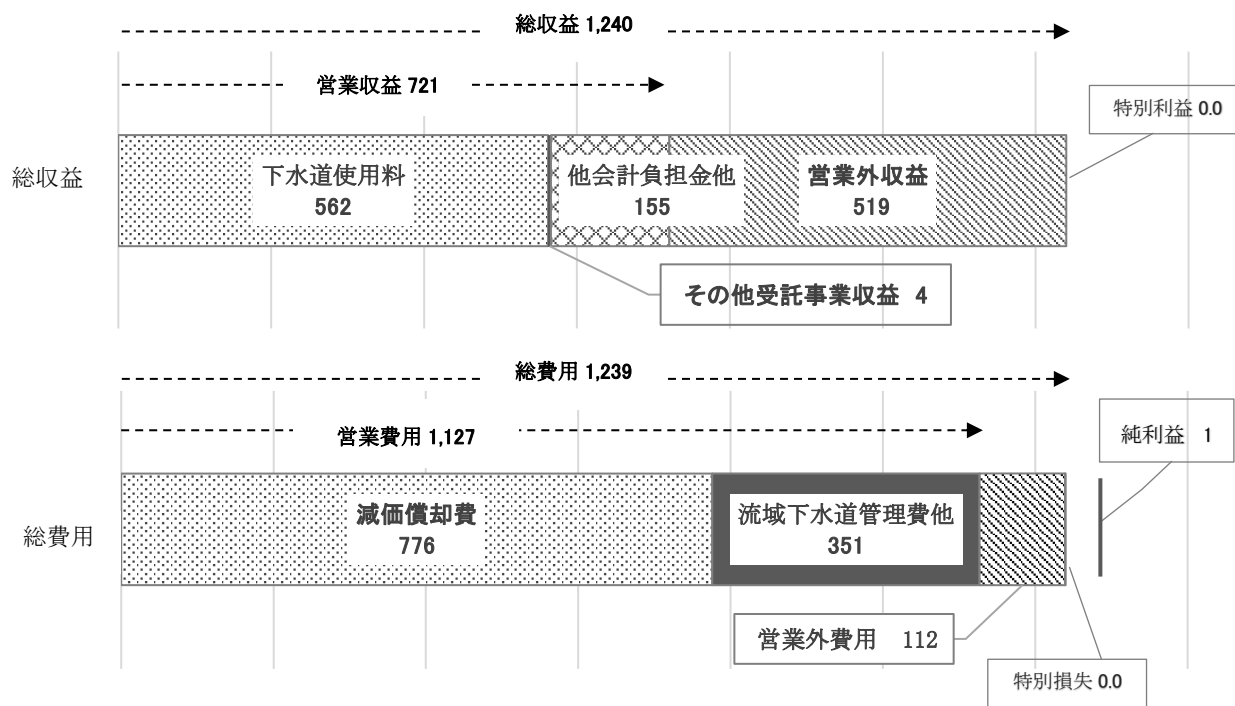 総収益 1,240
営業収益 721
特別利益 0.0
総収益
下水道使用料
562
他会計負担金他
155
営業外収益
519
その他受託事業収益 4
総費用 1,239
営業費用 1,127
純利益 1
総費用
減価償却費
776
流域下水道管理費他
351
営業外費用 112
特別損失 0.0